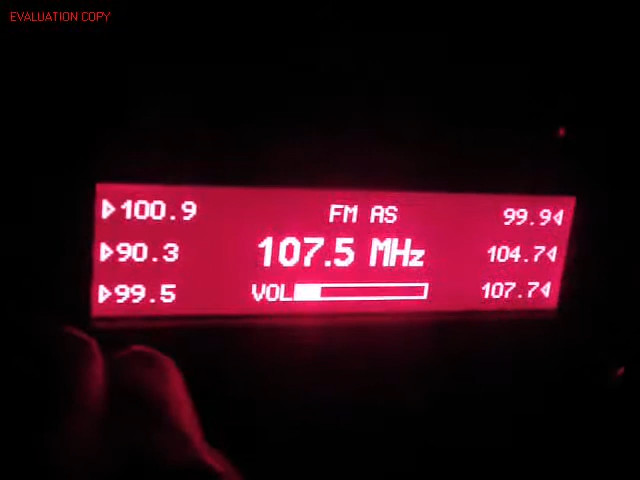 EVALUATION COPY
100.9 FM AS 99.9
90.3 107.5 MHz 104.7
99.5 VOL 107.7